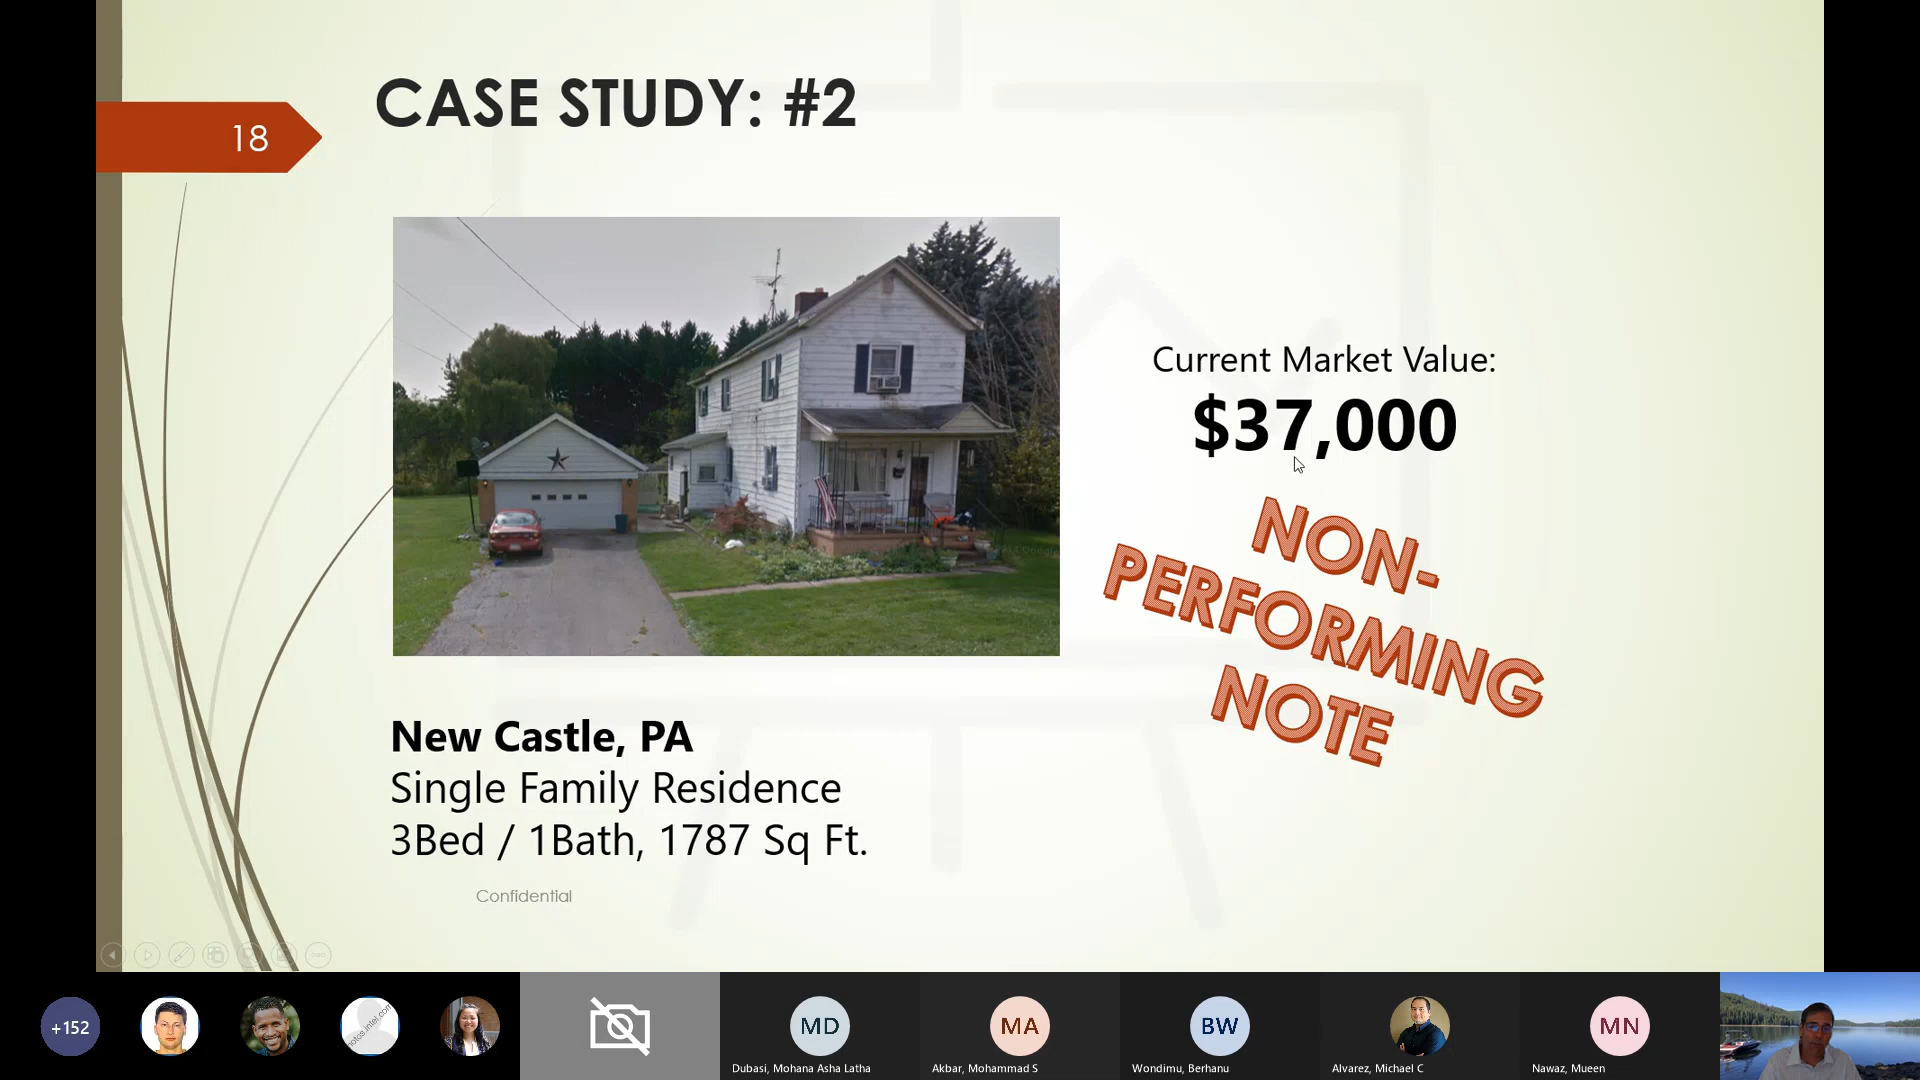 CASE STUDY: #2
18
Current Market Value:
$37,000
NON-
PERFORMING
NOTE
New Castle, PA
Single Family Residence
3Bed / 1Bath, 1787 Sq Ft.
Confidential
+152
MD
MA
BW
MN
Dubasi, Mohana Asha Latha
Akbar, Mohammad S
Wondimu, Berhanu
Alvarez, Michael C
Nawaz, Mueen